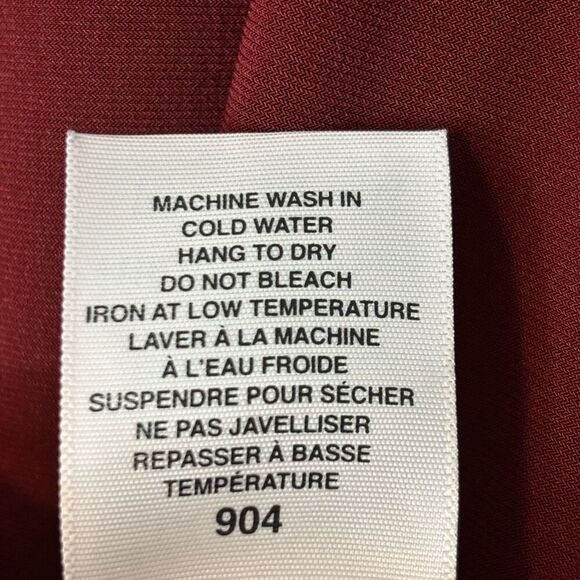 MACHINE WASH IN
COLD WATER
HANG TO DRY
DO NOT BLEACH
IRON AT LOW TEMPERATURE
LAVER À LA MACHINE
À L'EAU FROIDE
SUSPENDRE POUR SÉCHER
NE PAS JAVELLISER
REPASSER À BASSE
TEMPÉRATURE
904